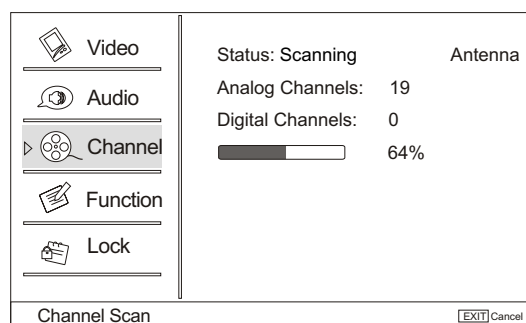 Video
Audio
Channel
Function
Lock
Status: Scanning Antenna
Analog Channels: 19
Digital Channels: 0
64%
Channel Scan
EXIT Cancel